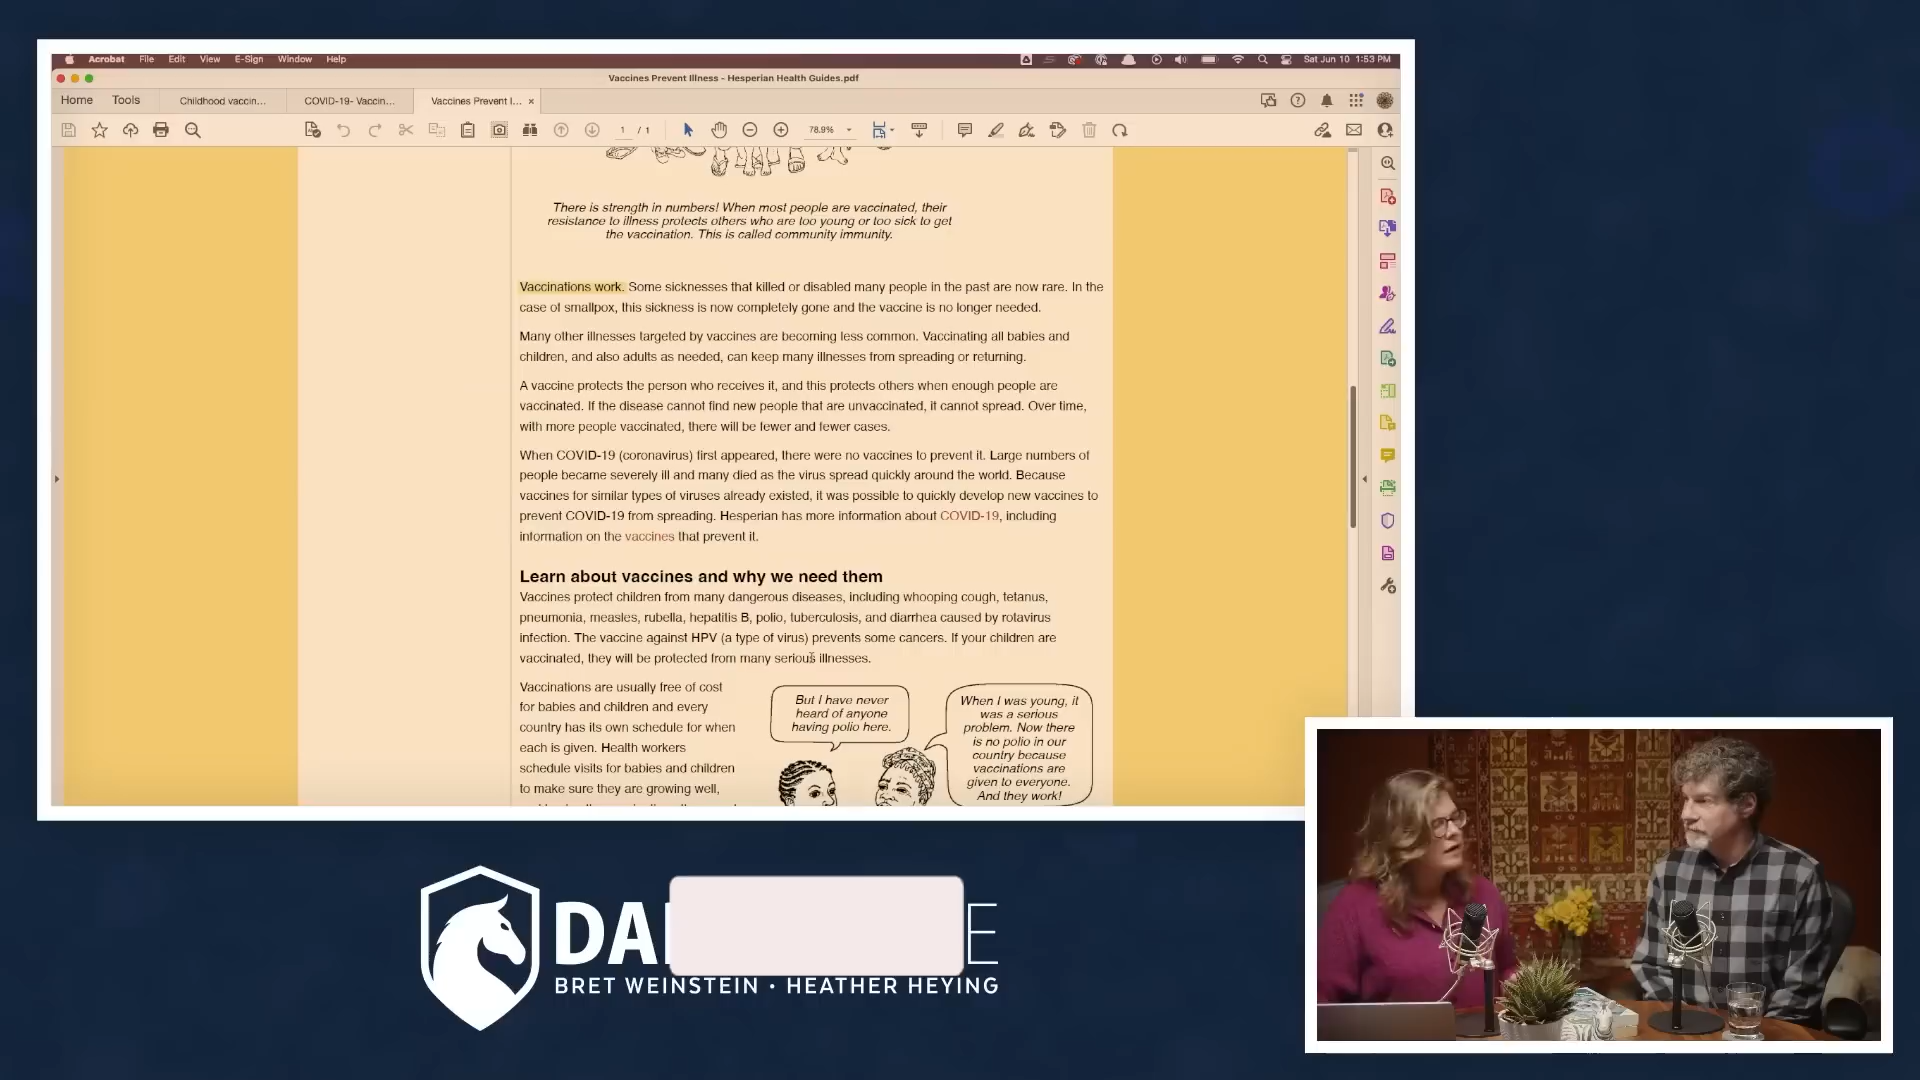 Acrobat File Edit View E-Sign Window Help Sat Jun 10 1:53 PM
Vaccines Prevent Illness - Hesperian Health Guides.pdf
Home Tools Childhood vaccin... COVID-19- Vaccin... Vaccines Prevent I... ×
1 / 1 78.9%
There is strength in numbers! When most people are vaccinated, their
resistance to illness protects others who are too young or too sick to get
the vaccination. This is called community immunity.
Vaccinations work. Some sicknesses that killed or disabled many people in the past are now rare. In the
case of smallpox, this sickness is now completely gone and the vaccine is no longer needed.
Many other illnesses targeted by vaccines are becoming less common. Vaccinating all babies and
children, and also adults as needed, can keep many illnesses from spreading or returning.
A vaccine protects the person who receives it, and this protects others when enough people are
vaccinated. If the disease cannot find new people that are unvaccinated, it cannot spread. Over time,
with more people vaccinated, there will be fewer and fewer cases.
When COVID-19 (coronavirus) first appeared, there were no vaccines to prevent it. Large numbers of
people became severely ill and many died as the virus spread quickly around the world. Because
vaccines for similar types of viruses already existed, it was possible to quickly develop new vaccines to
prevent COVID-19 from spreading. Hesperian has more information about COVID-19, including
information on the vaccines that prevent it.
Learn about vaccines and why we need them
Vaccines protect children from many dangerous diseases, including whooping cough, tetanus,
pneumonia, measles, rubella, hepatitis B, polio, tuberculosis, and diarrhea caused by rotavirus
infection. The vaccine against HPV (a type of virus) prevents some cancers. If your children are
vaccinated, they will be protected from many serious illnesses.
Vaccinations are usually free of cost
for babies and children and every
country has its own schedule for when
each is given. Health workers
schedule visits for babies and children
to make sure they are growing well,
But I have never
heard of anyone
having polio here.
When I was young, it
was a serious
problem. Now there
is no polio in our
country because
vaccinations are
given to everyone.
And they work!
BRET WEINSTEIN • HEATHER HEYING